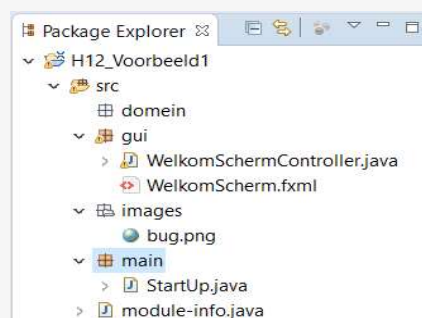 Package Explorer
H12_Voorbeeld1
src
domein
gui
WelkomSchermController.java
WelkomScherm.fxml
images
bug.png
main
StartUp.java
module-info.java